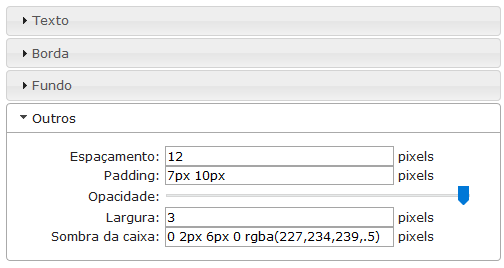 Texto
Borda
Fundo
Outros
Espaçamento: 12 pixels
Padding: 7px 10px pixels
Opacidade:
Largura: 3 pixels
Sombra da caixa: 0 2px 6px 0 rgba(227,234,239,.5) pixels